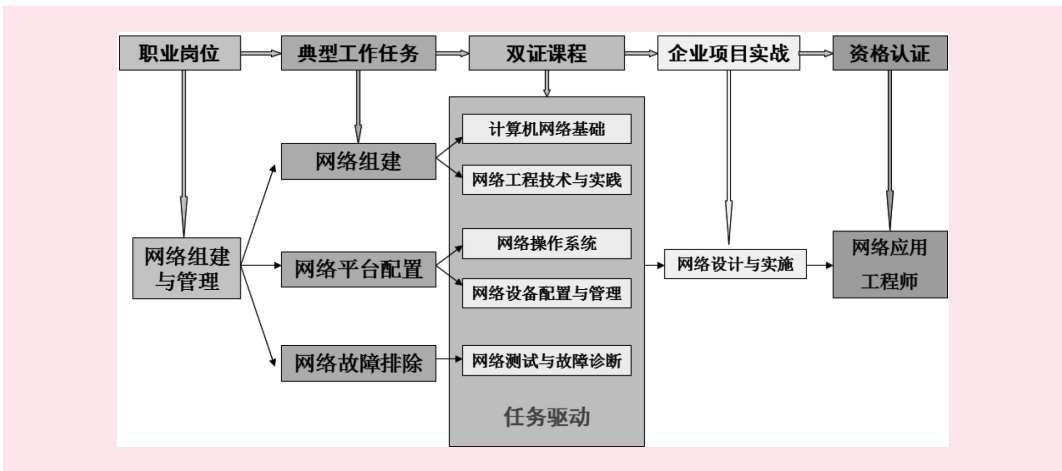 职业岗位
典型工作任务
双证课程
企业项目实战
资格认证
网络组建
与管理
网络组建
网络平台配置
网络故障排除
计算机网络基础
网络工程技术与实践
网络操作系统
网络设备配置与管理
网络测试与故障诊断
任务驱动
网络设计与实施
网络应用
工程师